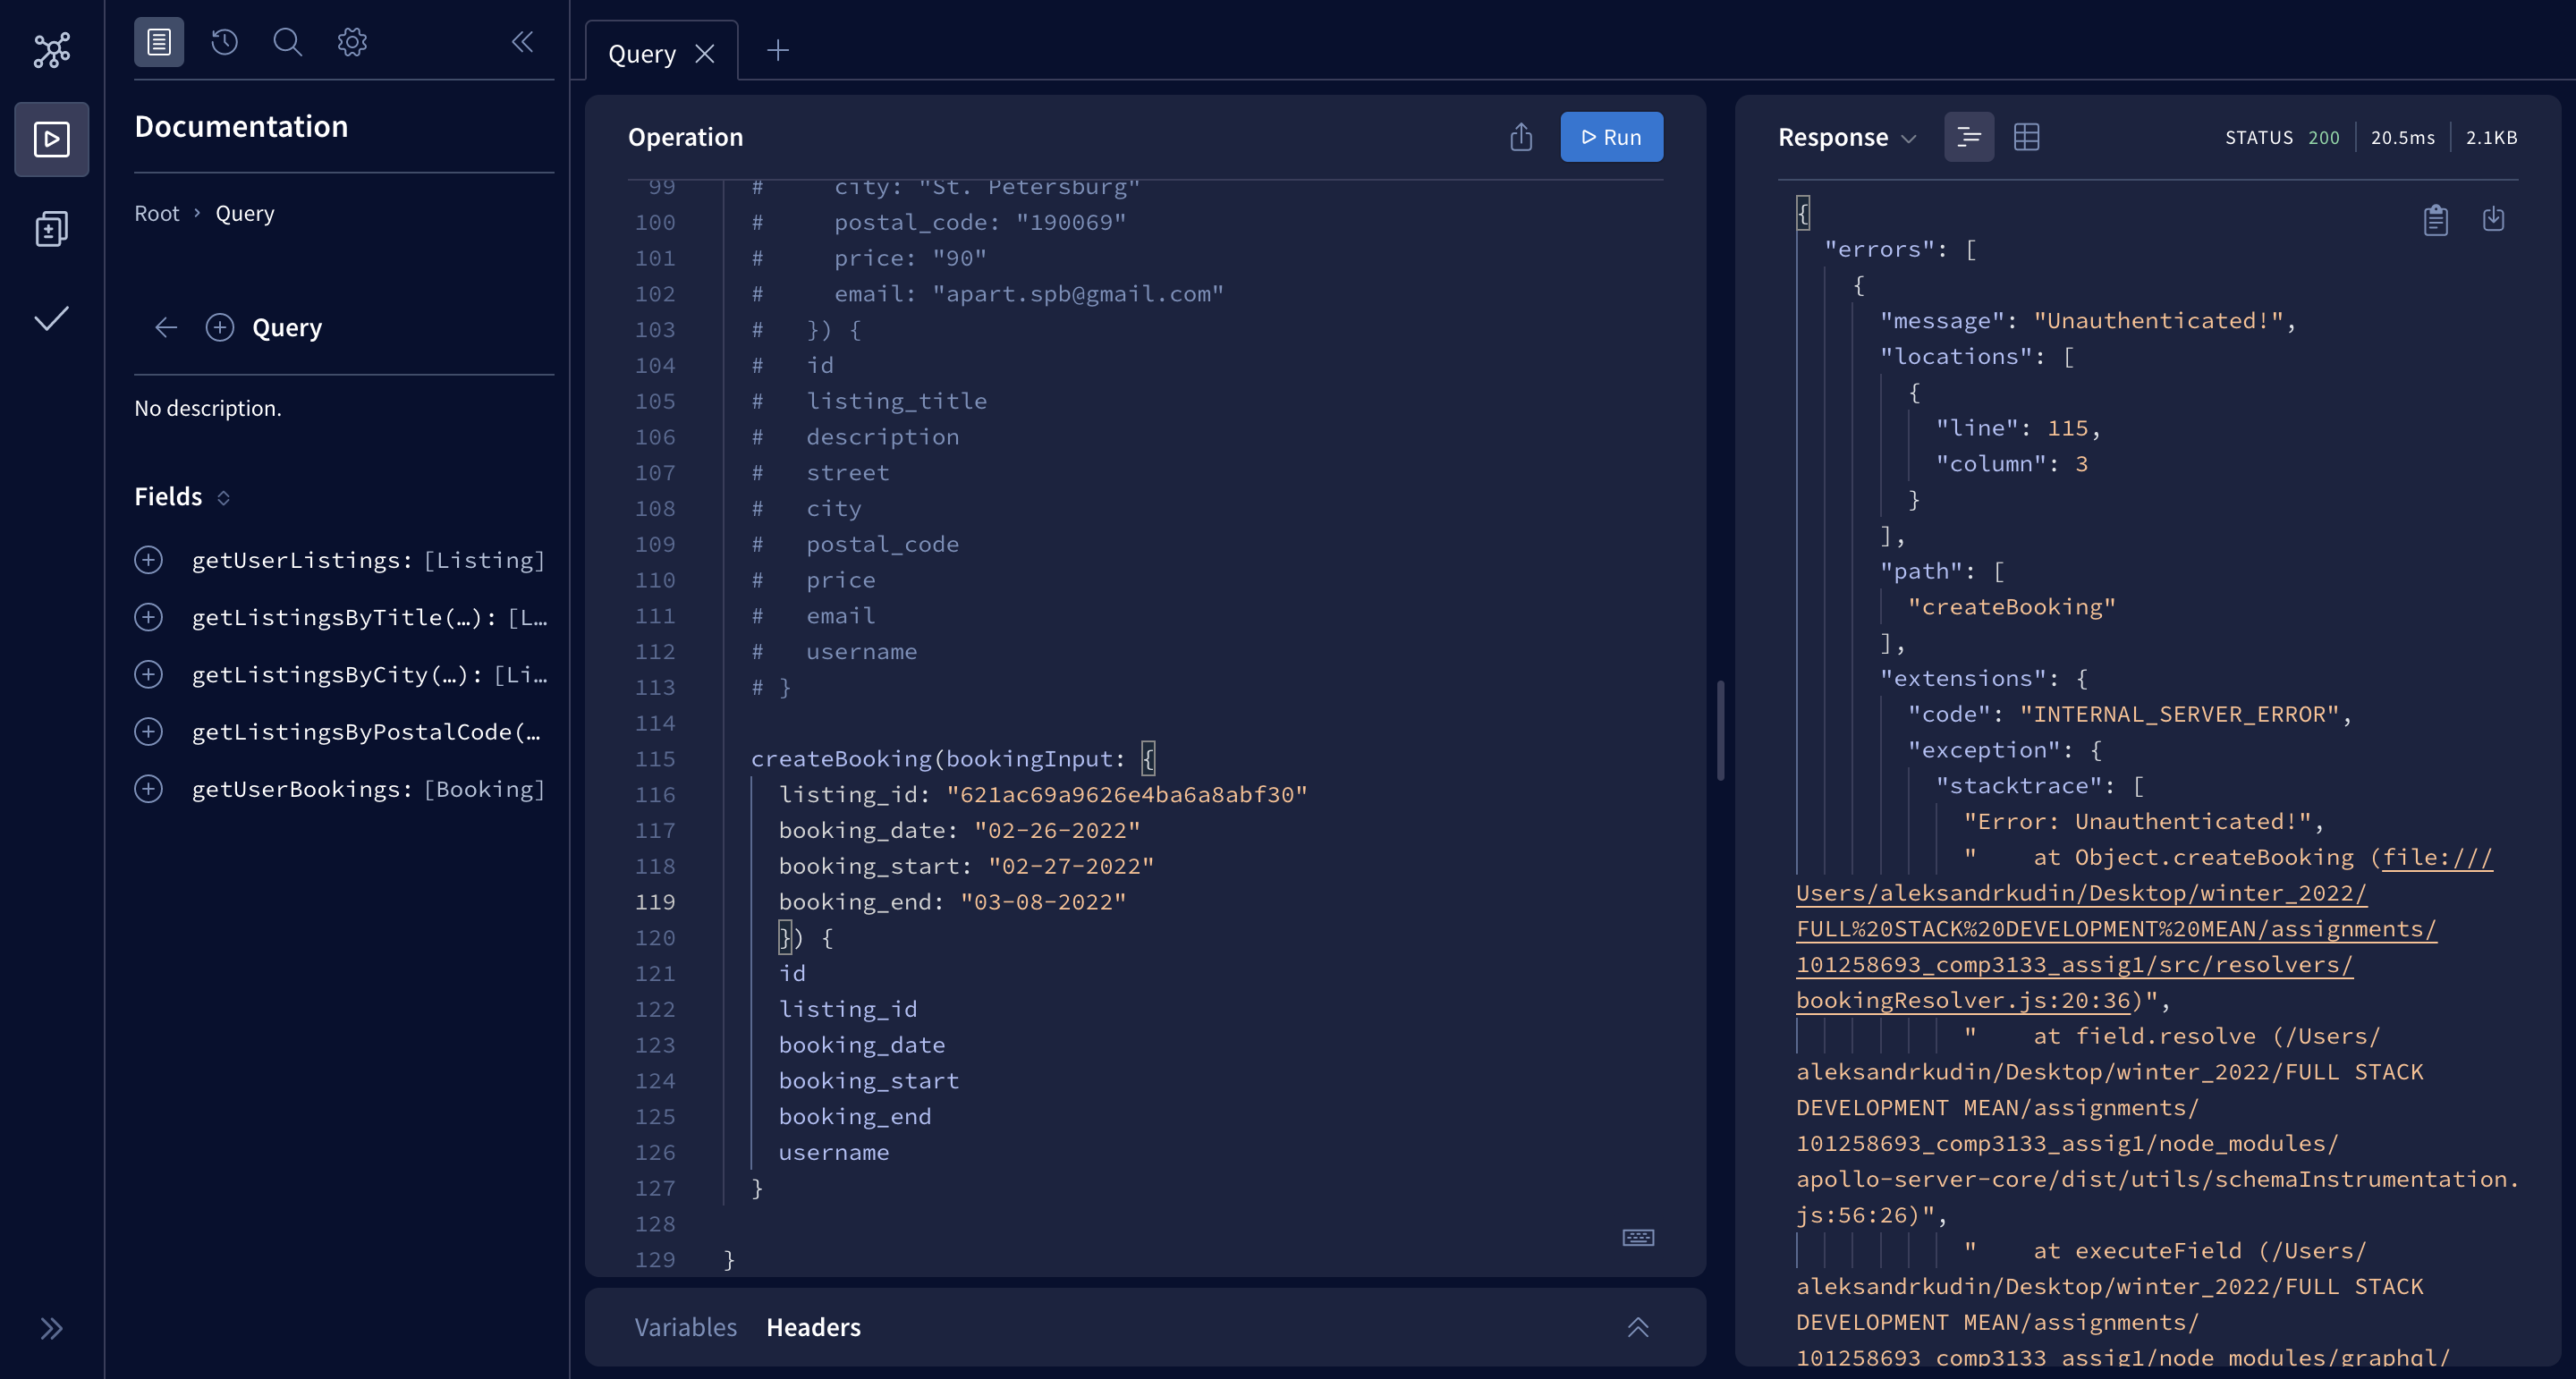 Documentation
Root › Query
Query
No description.
Fields
getUserListings: [Listing]
getListingsByTitle(…): [L…
getListingsByCity(…): [Li…
getListingsByPostalCode(…
getUserBookings: [Booking]
Query
Operation
Run
99 # city: "St. Petersburg"
100 # postal_code: "190069"
101 # price: "90"
102 # email: "apart.spb@gmail.com"
103 # }) {
104 # id
105 # listing_title
106 # description
107 # street
108 # city
109 # postal_code
110 # price
111 # email
112 # username
113 # }
114
115 createBooking(bookingInput: {
116 listing_id: "621ac69a9626e4ba6a8abf30"
117 booking_date: "02-26-2022"
118 booking_start: "02-27-2022"
119 booking_end: "03-08-2022"
120 }) {
121 id
122 listing_id
123 booking_date
124 booking_start
125 booking_end
126 username
127 }
128
129 }
Variables Headers
Response
STATUS 200 20.5ms 2.1KB
{
"errors": [
{
"message": "Unauthenticated!",
"locations": [
{
"line": 115,
"column": 3
}
],
"path": [
"createBooking"
],
"extensions": {
"code": "INTERNAL_SERVER_ERROR",
"exception": {
"stacktrace": [
"Error: Unauthenticated!",
" at Object.createBooking (file:///
Users/aleksandrkudin/Desktop/winter_2022/
FULL%20STACK%20DEVELOPMENT%20MEAN/assignments/
101258693_comp3133_assig1/src/resolvers/
bookingResolver.js:20:36)",
" at field.resolve (/Users/
aleksandrkudin/Desktop/winter_2022/FULL STACK
DEVELOPMENT MEAN/assignments/
101258693_comp3133_assig1/node_modules/
apollo-server-core/dist/utils/schemaInstrumentation.
js:56:26)",
" at executeField (/Users/
aleksandrkudin/Desktop/winter_2022/FULL STACK
DEVELOPMENT MEAN/assignments/
101258693_comp3133_assig1/node_modules/graphql/